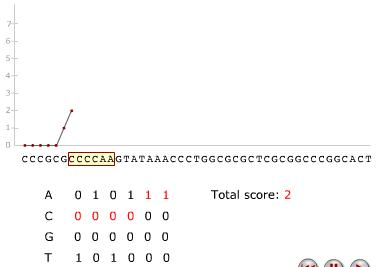 7
6
5
4
3
2
1
0
CCCGCGCCCCAAGTATAAACCCTGGCGCGCTCGCGGCCCGGCACT
A 0 1 0 1 1 1 Total score: 2
C 0 0 0 0 0 0
G 0 0 0 0 0 0
T 1 0 1 0 0 0